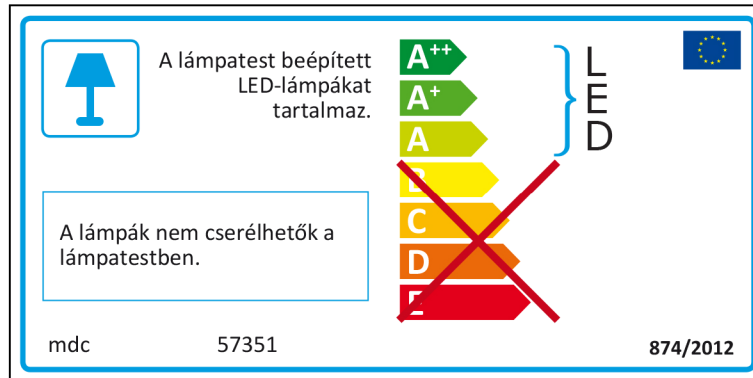 A lámpatest beépített
LED-lámpákat
tartalmaz.
A++
A+
A
B
C
D
E
L
E
D
A lámpák nem cserélhetők a
lámpatestben.
mdc 57351
874/2012